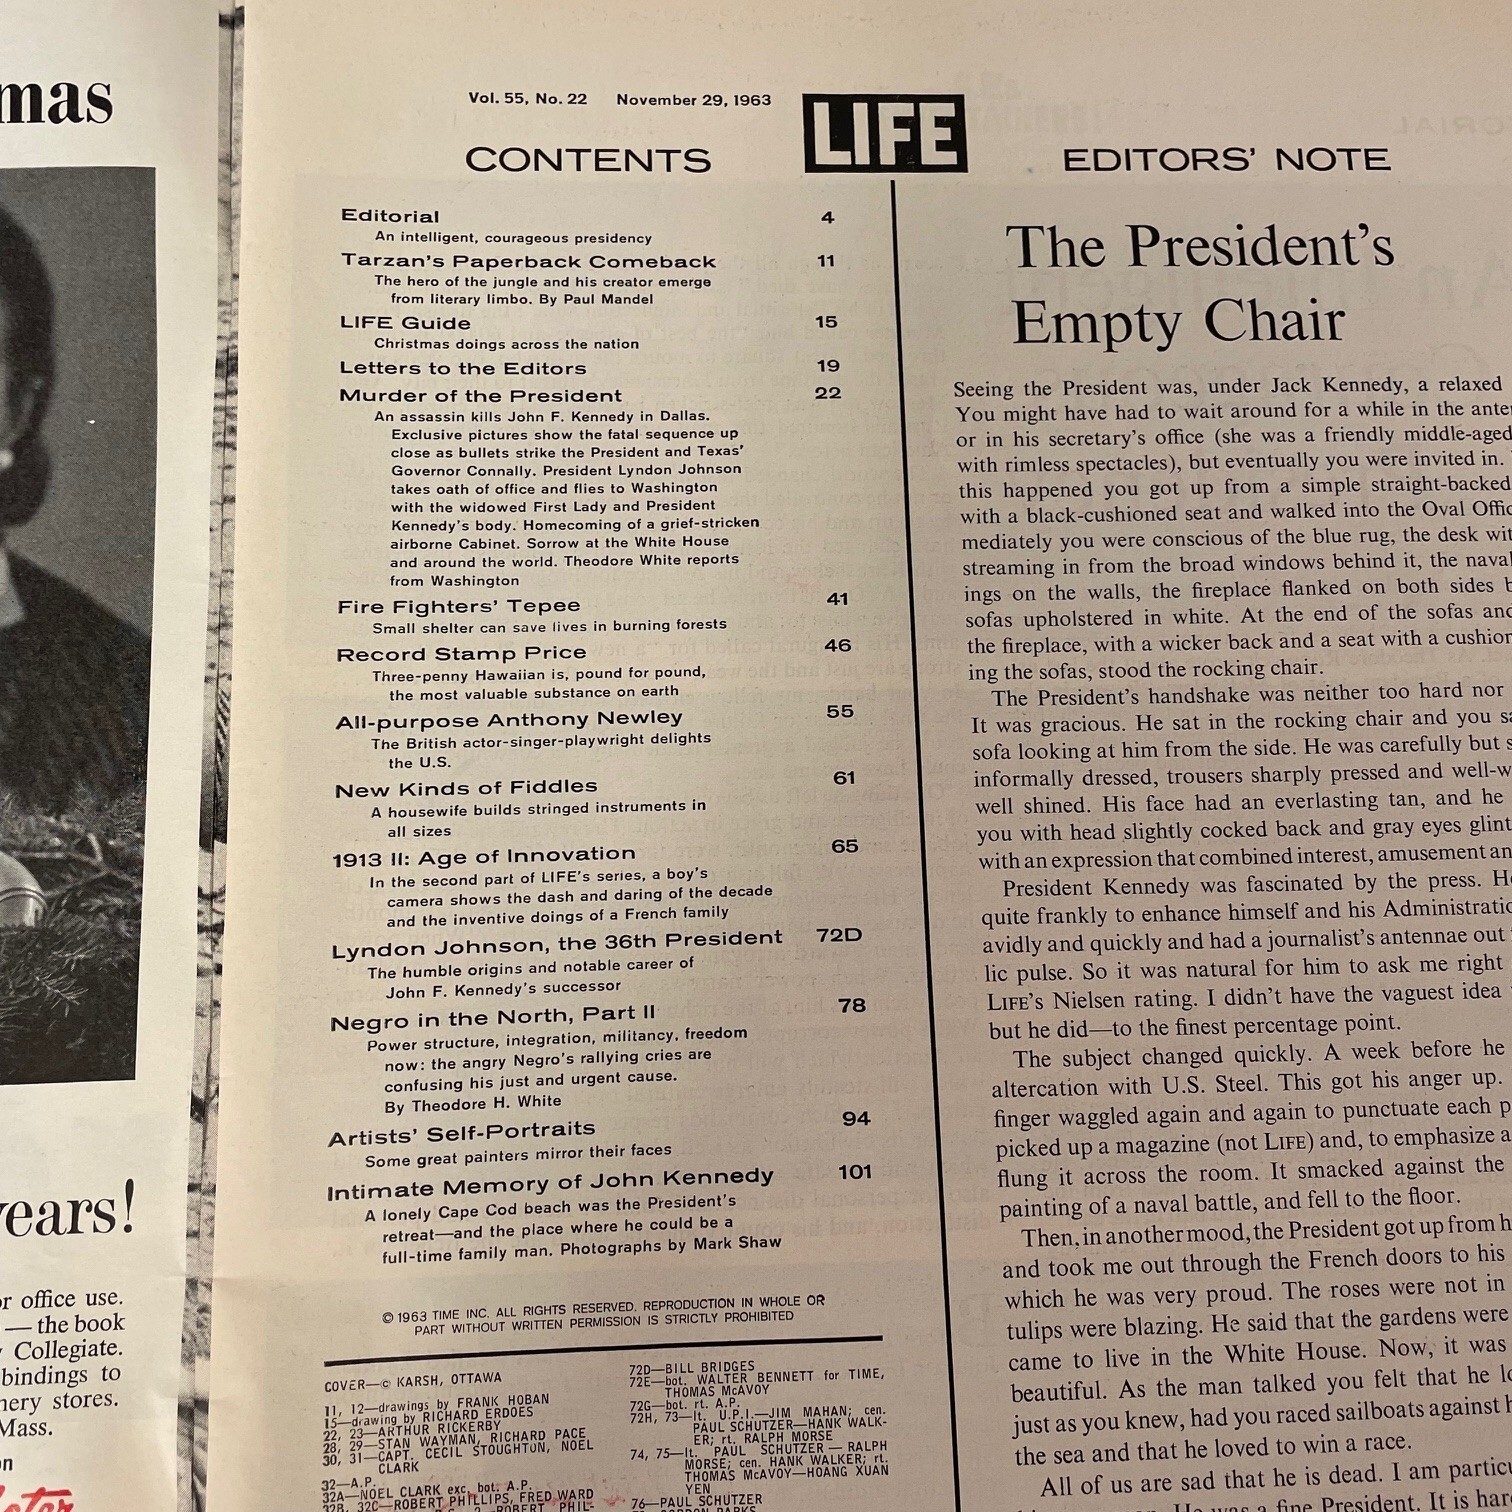 mas
years!
or office use.
— the book
Collegiate.
bindings to
nery stores.
Mass.
on
Vol. 55, No. 22 November 29, 1963
LIFE
CONTENTS
Editorial 4
An intelligent, courageous presidency
Tarzan's Paperback Comeback 11
The hero of the jungle and his creator emerge
from literary limbo. By Paul Mandel
LIFE Guide 15
Christmas doings across the nation
Letters to the Editors 19
Murder of the President 22
An assassin kills John F. Kennedy in Dallas.
Exclusive pictures show the fatal sequence up
close as bullets strike the President and Texas'
Governor Connally. President Lyndon Johnson
takes oath of office and flies to Washington
with the widowed First Lady and President
Kennedy's body. Homecoming of a grief-stricken
airborne Cabinet. Sorrow at the White House
and around the world. Theodore White reports
from Washington
Fire Fighters' Tepee 41
Small shelter can save lives in burning forests
Record Stamp Price 46
Three-penny Hawaiian is, pound for pound,
the most valuable substance on earth
All-purpose Anthony Newley 55
The British actor-singer-playwright delights
the U.S.
New Kinds of Fiddles 61
A housewife builds stringed instruments in
all sizes
1913 II: Age of Innovation 65
In the second part of LIFE's series, a boy's
camera shows the dash and daring of the decade
and the inventive doings of a French family
Lyndon Johnson, the 36th President 72D
The humble origins and notable career of
John F. Kennedy's successor
Negro in the North, Part II 78
Power structure, integration, militancy, freedom
now: the angry Negro's rallying cries are
confusing his just and urgent cause.
By Theodore H. White
Artists' Self-Portraits 94
Some great painters mirror their faces
Intimate Memory of John Kennedy 101
A lonely Cape Cod beach was the President's
retreat—and the place where he could be a
full-time family man. Photographs by Mark Shaw
© 1963 TIME INC. ALL RIGHTS RESERVED. REPRODUCTION IN WHOLE OR
PART WITHOUT WRITTEN PERMISSION IS STRICTLY PROHIBITED
COVER—© KARSH, OTTAWA
11, 12—drawings by FRANK HOBAN
15—drawing by RICHARD ERDOES
22, 23—ARTHUR RICKERBY
28, 29—STAN WAYMAN, RICHARD PACE
30, 31—CAPT. CECIL STOUGHTON, NOEL
CLARK
32—A.P.
32A—NOEL CLARK exc. bot. A.P.
32B, 32C—ROBERT PHILLIPS, FRED WARD
72D—BILL BRIDGES
72E—bot. WALTER BENNETT for TIME,
THOMAS McAVOY
72G—bot. rt. A.P.
72H, 73—lt. U.P.I.—JIM MAHAN; cen.
PAUL SCHUTZER—HANK WALK-
ER; rt. RALPH MORSE
74, 75—lt. PAUL SCHUTZER — RALPH
MORSE; cen. HANK WALKER; rt.
THOMAS McAVOY—HOANG XUAN
YEN
76—PAUL SCHUTZER
EDITORS' NOTE
The President's
Empty Chair
Seeing the President was, under Jack Kennedy, a relaxed
You might have had to wait around for a while in the ante
or in his secretary's office (she was a friendly middle-aged
with rimless spectacles), but eventually you were invited in.
this happened you got up from a simple straight-backed
with a black-cushioned seat and walked into the Oval Offic
mediately you were conscious of the blue rug, the desk wit
streaming in from the broad windows behind it, the naval
ings on the walls, the fireplace flanked on both sides b
sofas upholstered in white. At the end of the sofas and
the fireplace, with a wicker back and a seat with a cushion
ing the sofas, stood the rocking chair.
The President's handshake was neither too hard nor
It was gracious. He sat in the rocking chair and you sa
sofa looking at him from the side. He was carefully but s
informally dressed, trousers sharply pressed and well-w
well shined. His face had an everlasting tan, and he
you with head slightly cocked back and gray eyes glint
with an expression that combined interest, amusement an
President Kennedy was fascinated by the press. He
quite frankly to enhance himself and his Administratio
avidly and quickly and had a journalist's antennae out
lic pulse. So it was natural for him to ask me right
LIFE's Nielsen rating. I didn't have the vaguest idea
but he did—to the finest percentage point.
The subject changed quickly. A week before he
altercation with U.S. Steel. This got his anger up.
finger waggled again and again to punctuate each p
picked up a magazine (not LIFE) and, to emphasize a
flung it across the room. It smacked against the
painting of a naval battle, and fell to the floor.
Then, in another mood, the President got up from h
and took me out through the French doors to his
which he was very proud. The roses were not in
tulips were blazing. He said that the gardens were
came to live in the White House. Now, it was
beautiful. As the man talked you felt that he lo
just as you knew, had you raced sailboats against h
the sea and that he loved to win a race.
All of us are sad that he is dead. I am particu
He was a fine President. It is har